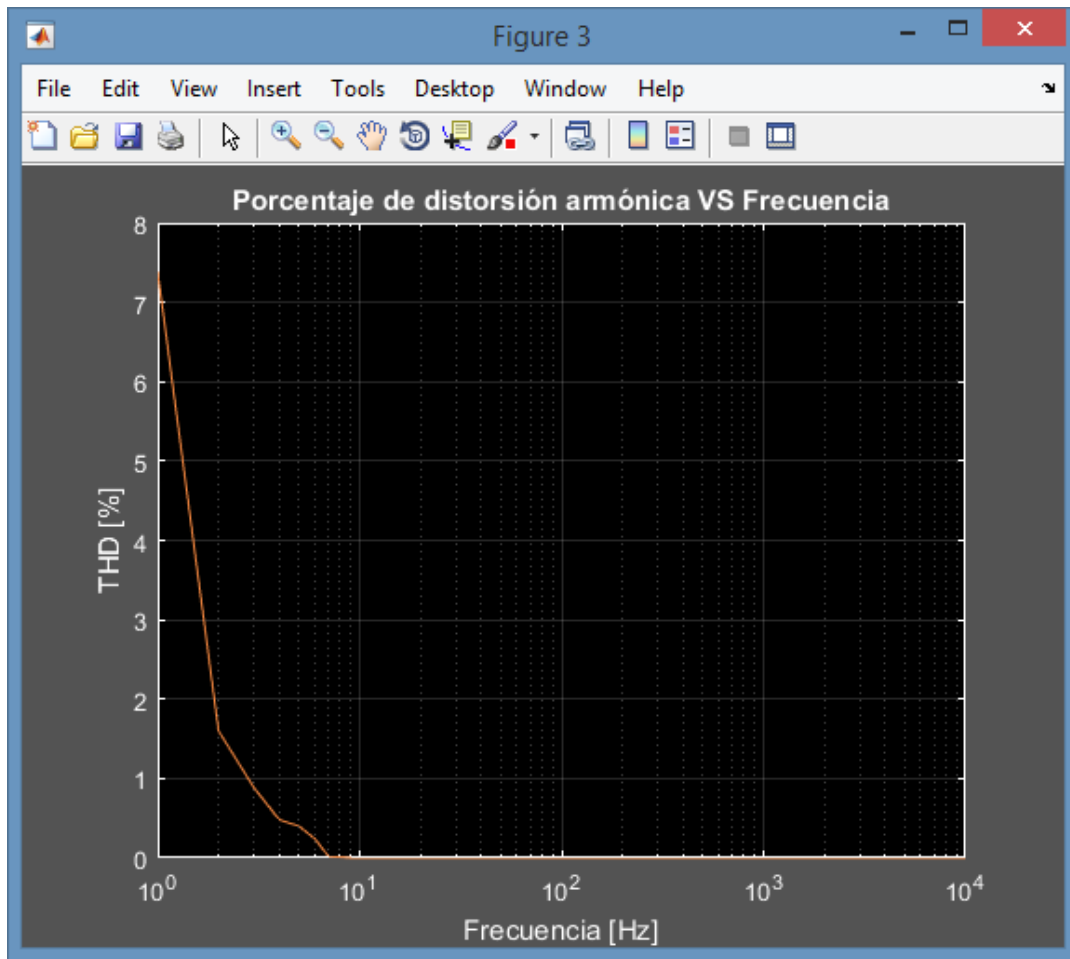 Figure 3
File Edit View Insert Tools Desktop Window Help
Porcentaje de distorsión armónica VS Frecuencia
8
7
6
5
4
3
2
1
0
THD [%]
10^0 10^1 10^2 10^3 10^4
Frecuencia [Hz]